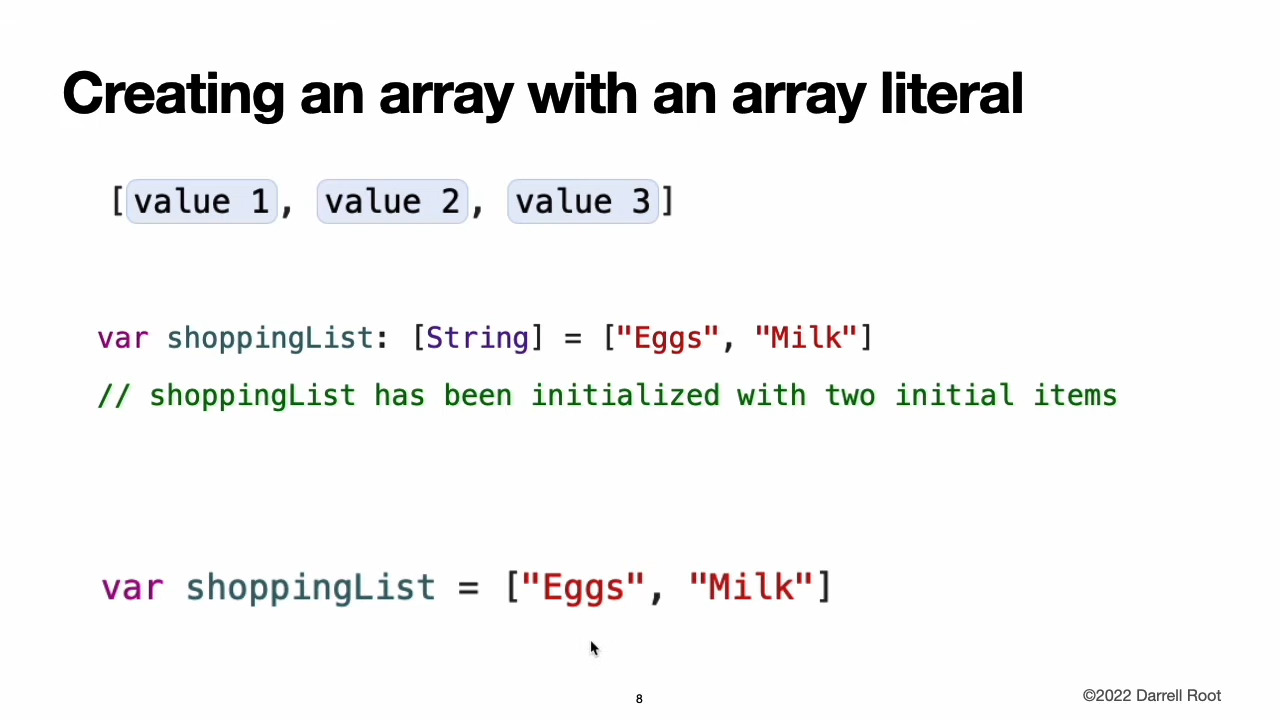 Creating an array with an array literal
[value 1, value 2, value 3]
var shoppingList: [String] = ["Eggs", "Milk"]
// shoppingList has been initialized with two initial items
var shoppingList = ["Eggs", "Milk"]
8
©2022 Darrell Root